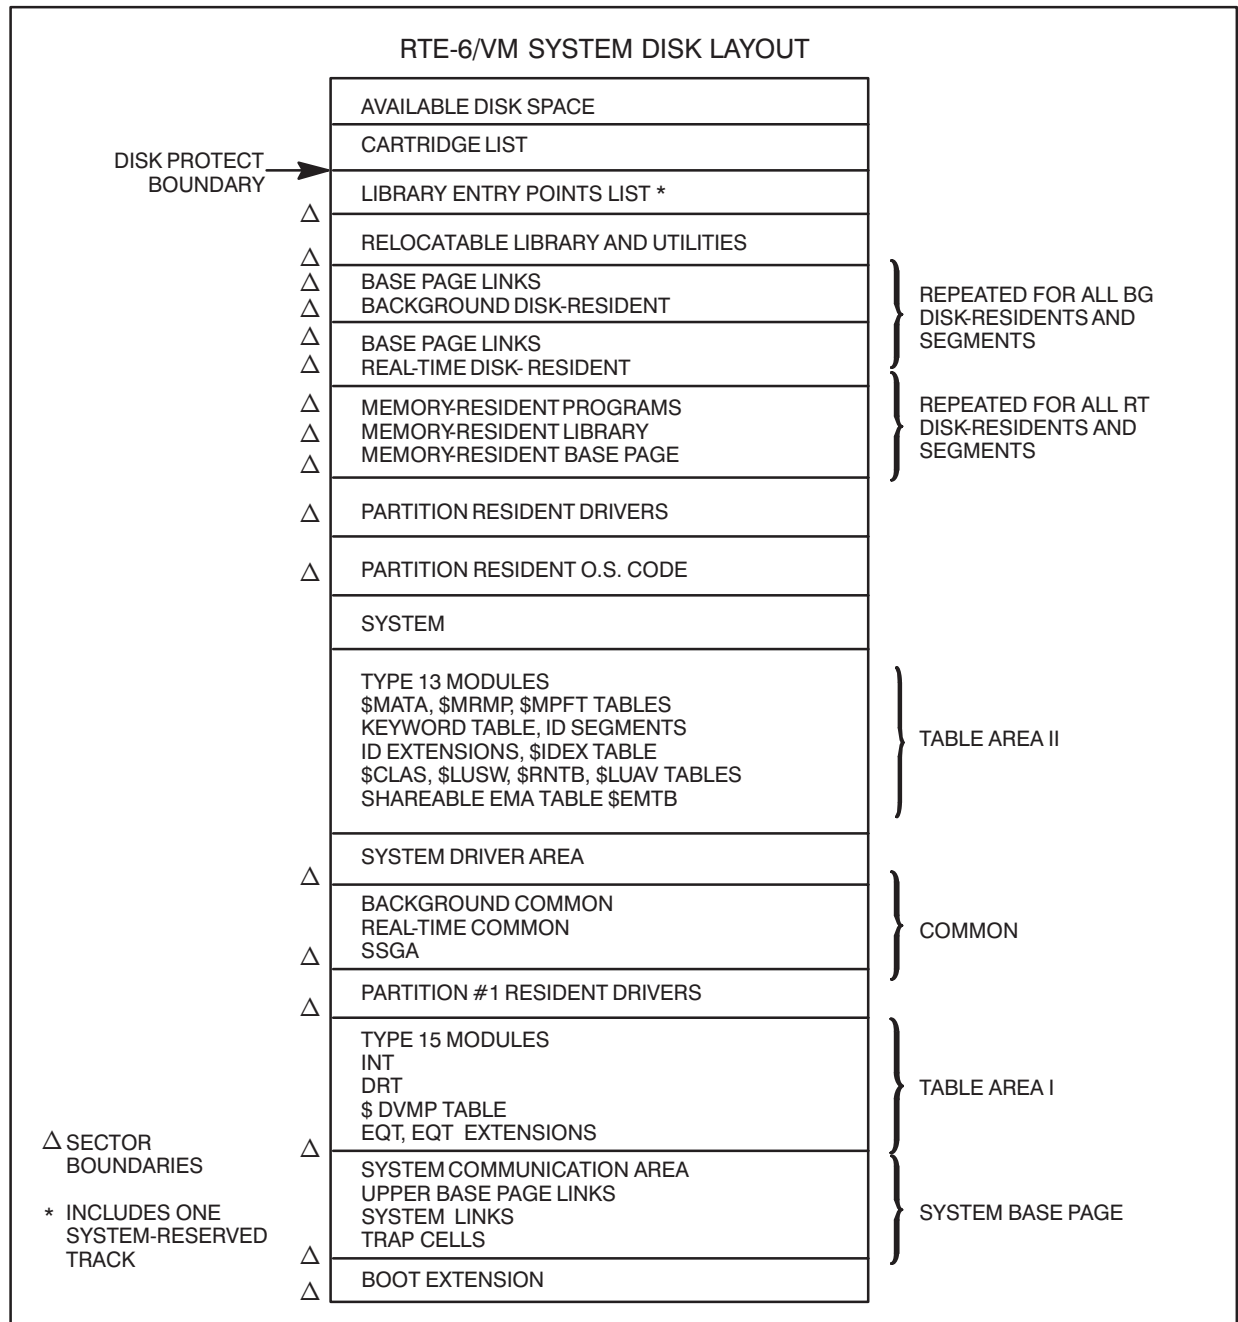 RTE-6/VM SYSTEM DISK LAYOUT
AVAILABLE DISK SPACE
CARTRIDGE LIST
DISK PROTECT
BOUNDARY
LIBRARY ENTRY POINTS LIST *
Δ
RELOCATABLE LIBRARY AND UTILITIES
Δ
Δ
BASE PAGE LINKS
Δ
BACKGROUND DISK-RESIDENT
REPEATED FOR ALL BG
DISK-RESIDENTS AND
SEGMENTS
Δ
BASE PAGE LINKS
Δ
REAL-TIME DISK- RESIDENT
Δ
MEMORY-RESIDENT PROGRAMS
Δ
MEMORY-RESIDENT LIBRARY
Δ
MEMORY-RESIDENT BASE PAGE
REPEATED FOR ALL RT
DISK-RESIDENTS AND
SEGMENTS
Δ
PARTITION RESIDENT DRIVERS
Δ
PARTITION RESIDENT O.S. CODE
SYSTEM
TYPE 13 MODULES
$MATA, $MRMP, $MPFT TABLES
KEYWORD TABLE, ID SEGMENTS
ID EXTENSIONS, $IDEX TABLE
$CLAS, $LUSW, $RNTB, $LUAV TABLES
SHAREABLE EMA TABLE $EMTB
TABLE AREA II
SYSTEM DRIVER AREA
Δ
BACKGROUND COMMON
REAL-TIME COMMON
SSGA
Δ
COMMON
PARTITION #1 RESIDENT DRIVERS
Δ
TYPE 15 MODULES
INT
DRT
$ DVMP TABLE
EQT, EQT EXTENSIONS
Δ
TABLE AREA I
SYSTEM COMMUNICATION AREA
UPPER BASE PAGE LINKS
SYSTEM LINKS
TRAP CELLS
Δ
SYSTEM BASE PAGE
BOOT EXTENSION
Δ
Δ SECTOR
BOUNDARIES
* INCLUDES ONE
SYSTEM-RESERVED
TRACK